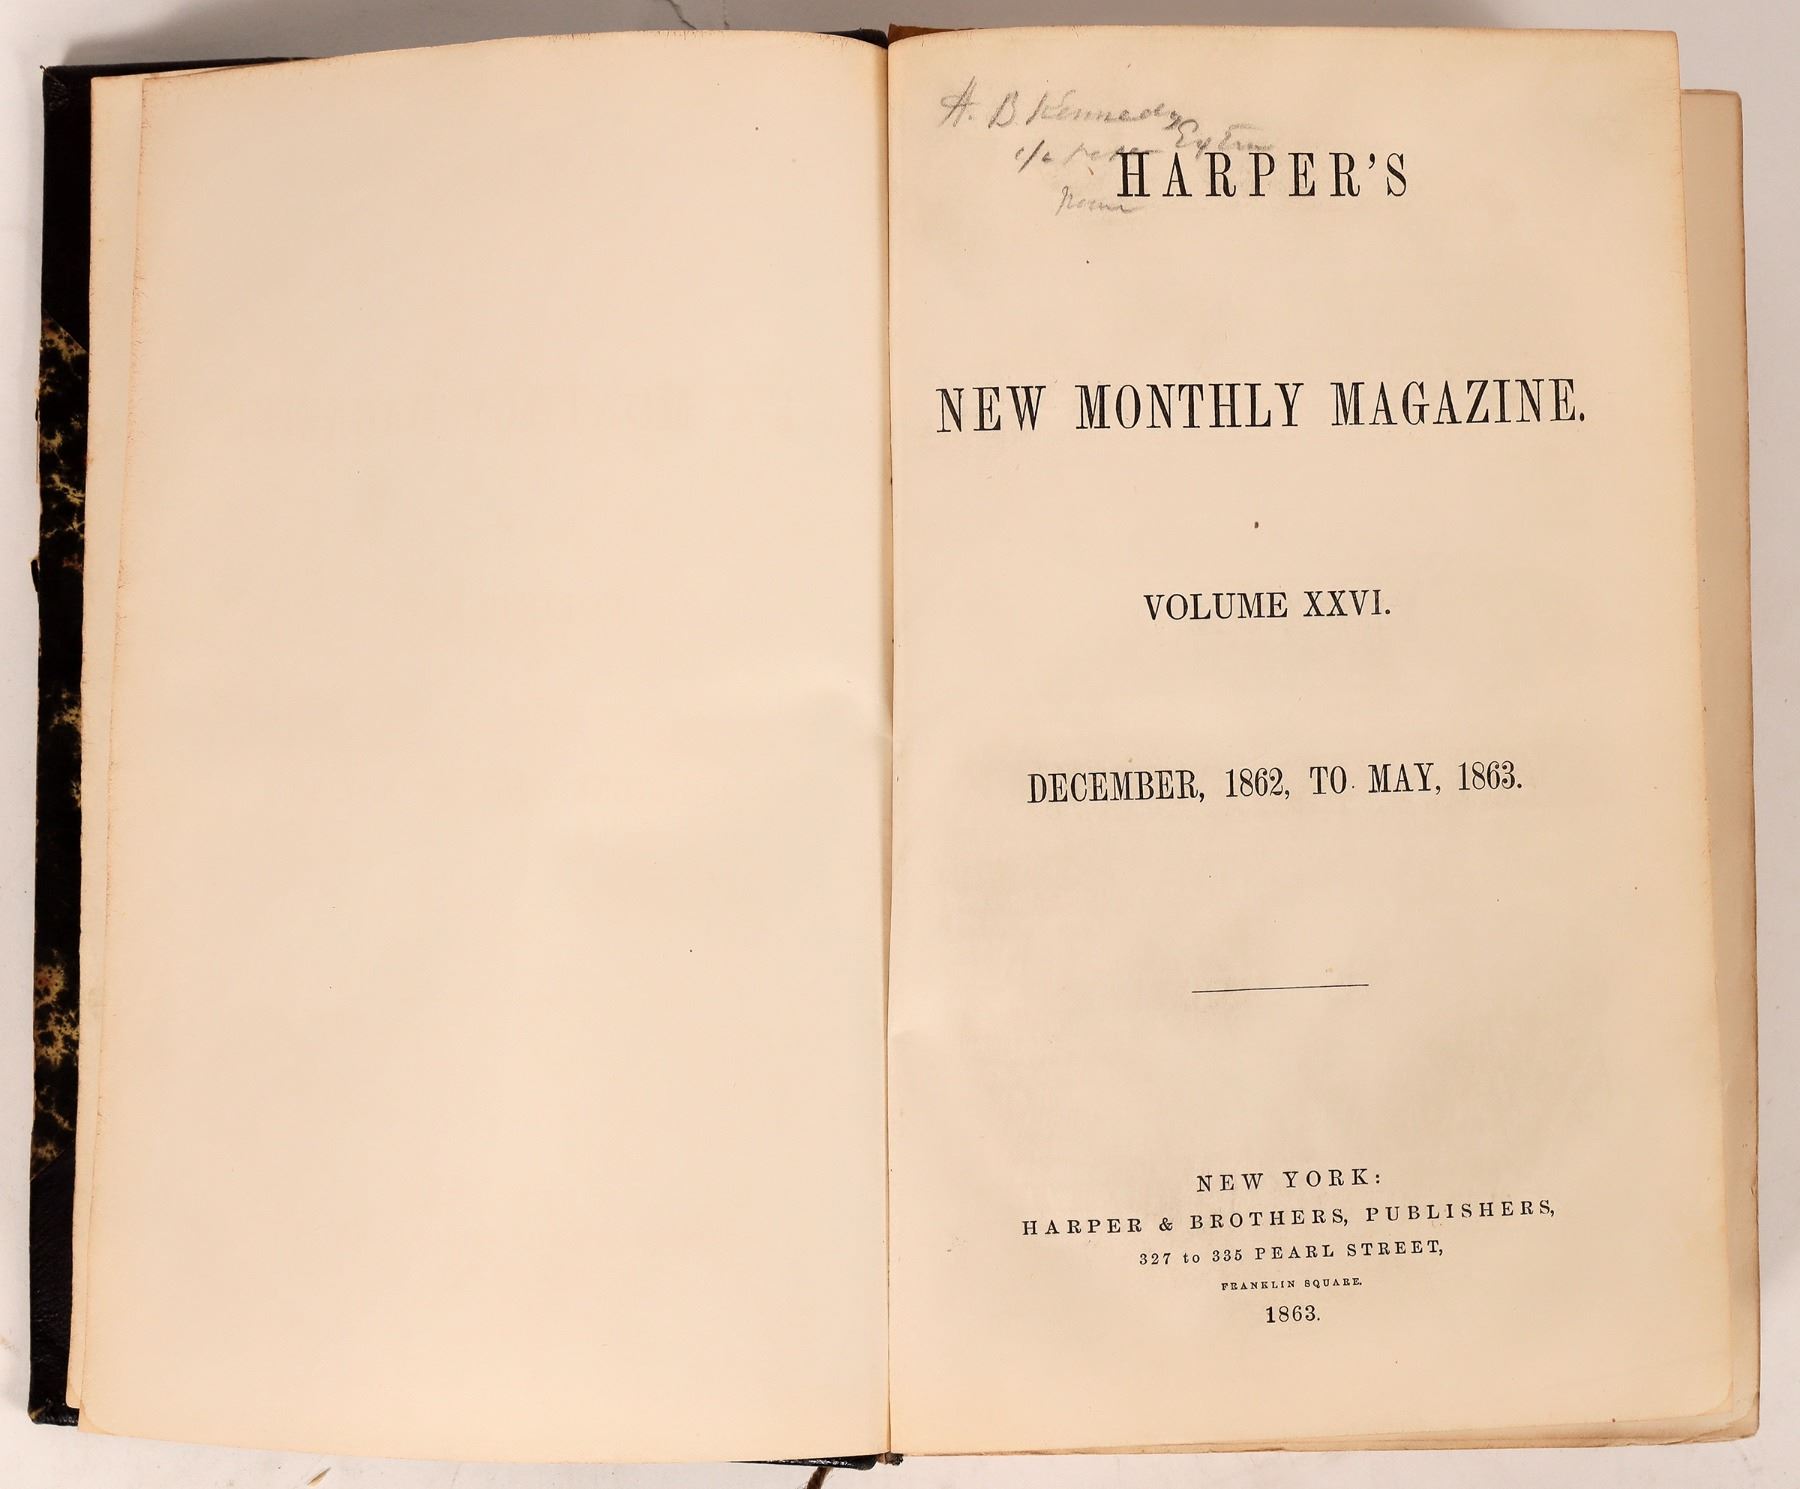 A. B. Kennedy
c/o
HARPER'S
NEW MONTHLY MAGAZINE.
VOLUME XXVI.
DECEMBER, 1862, TO MAY, 1863.
NEW YORK:
HARPER & BROTHERS, PUBLISHERS,
327 to 335 PEARL STREET,
FRANKLIN SQUARE.
1863.